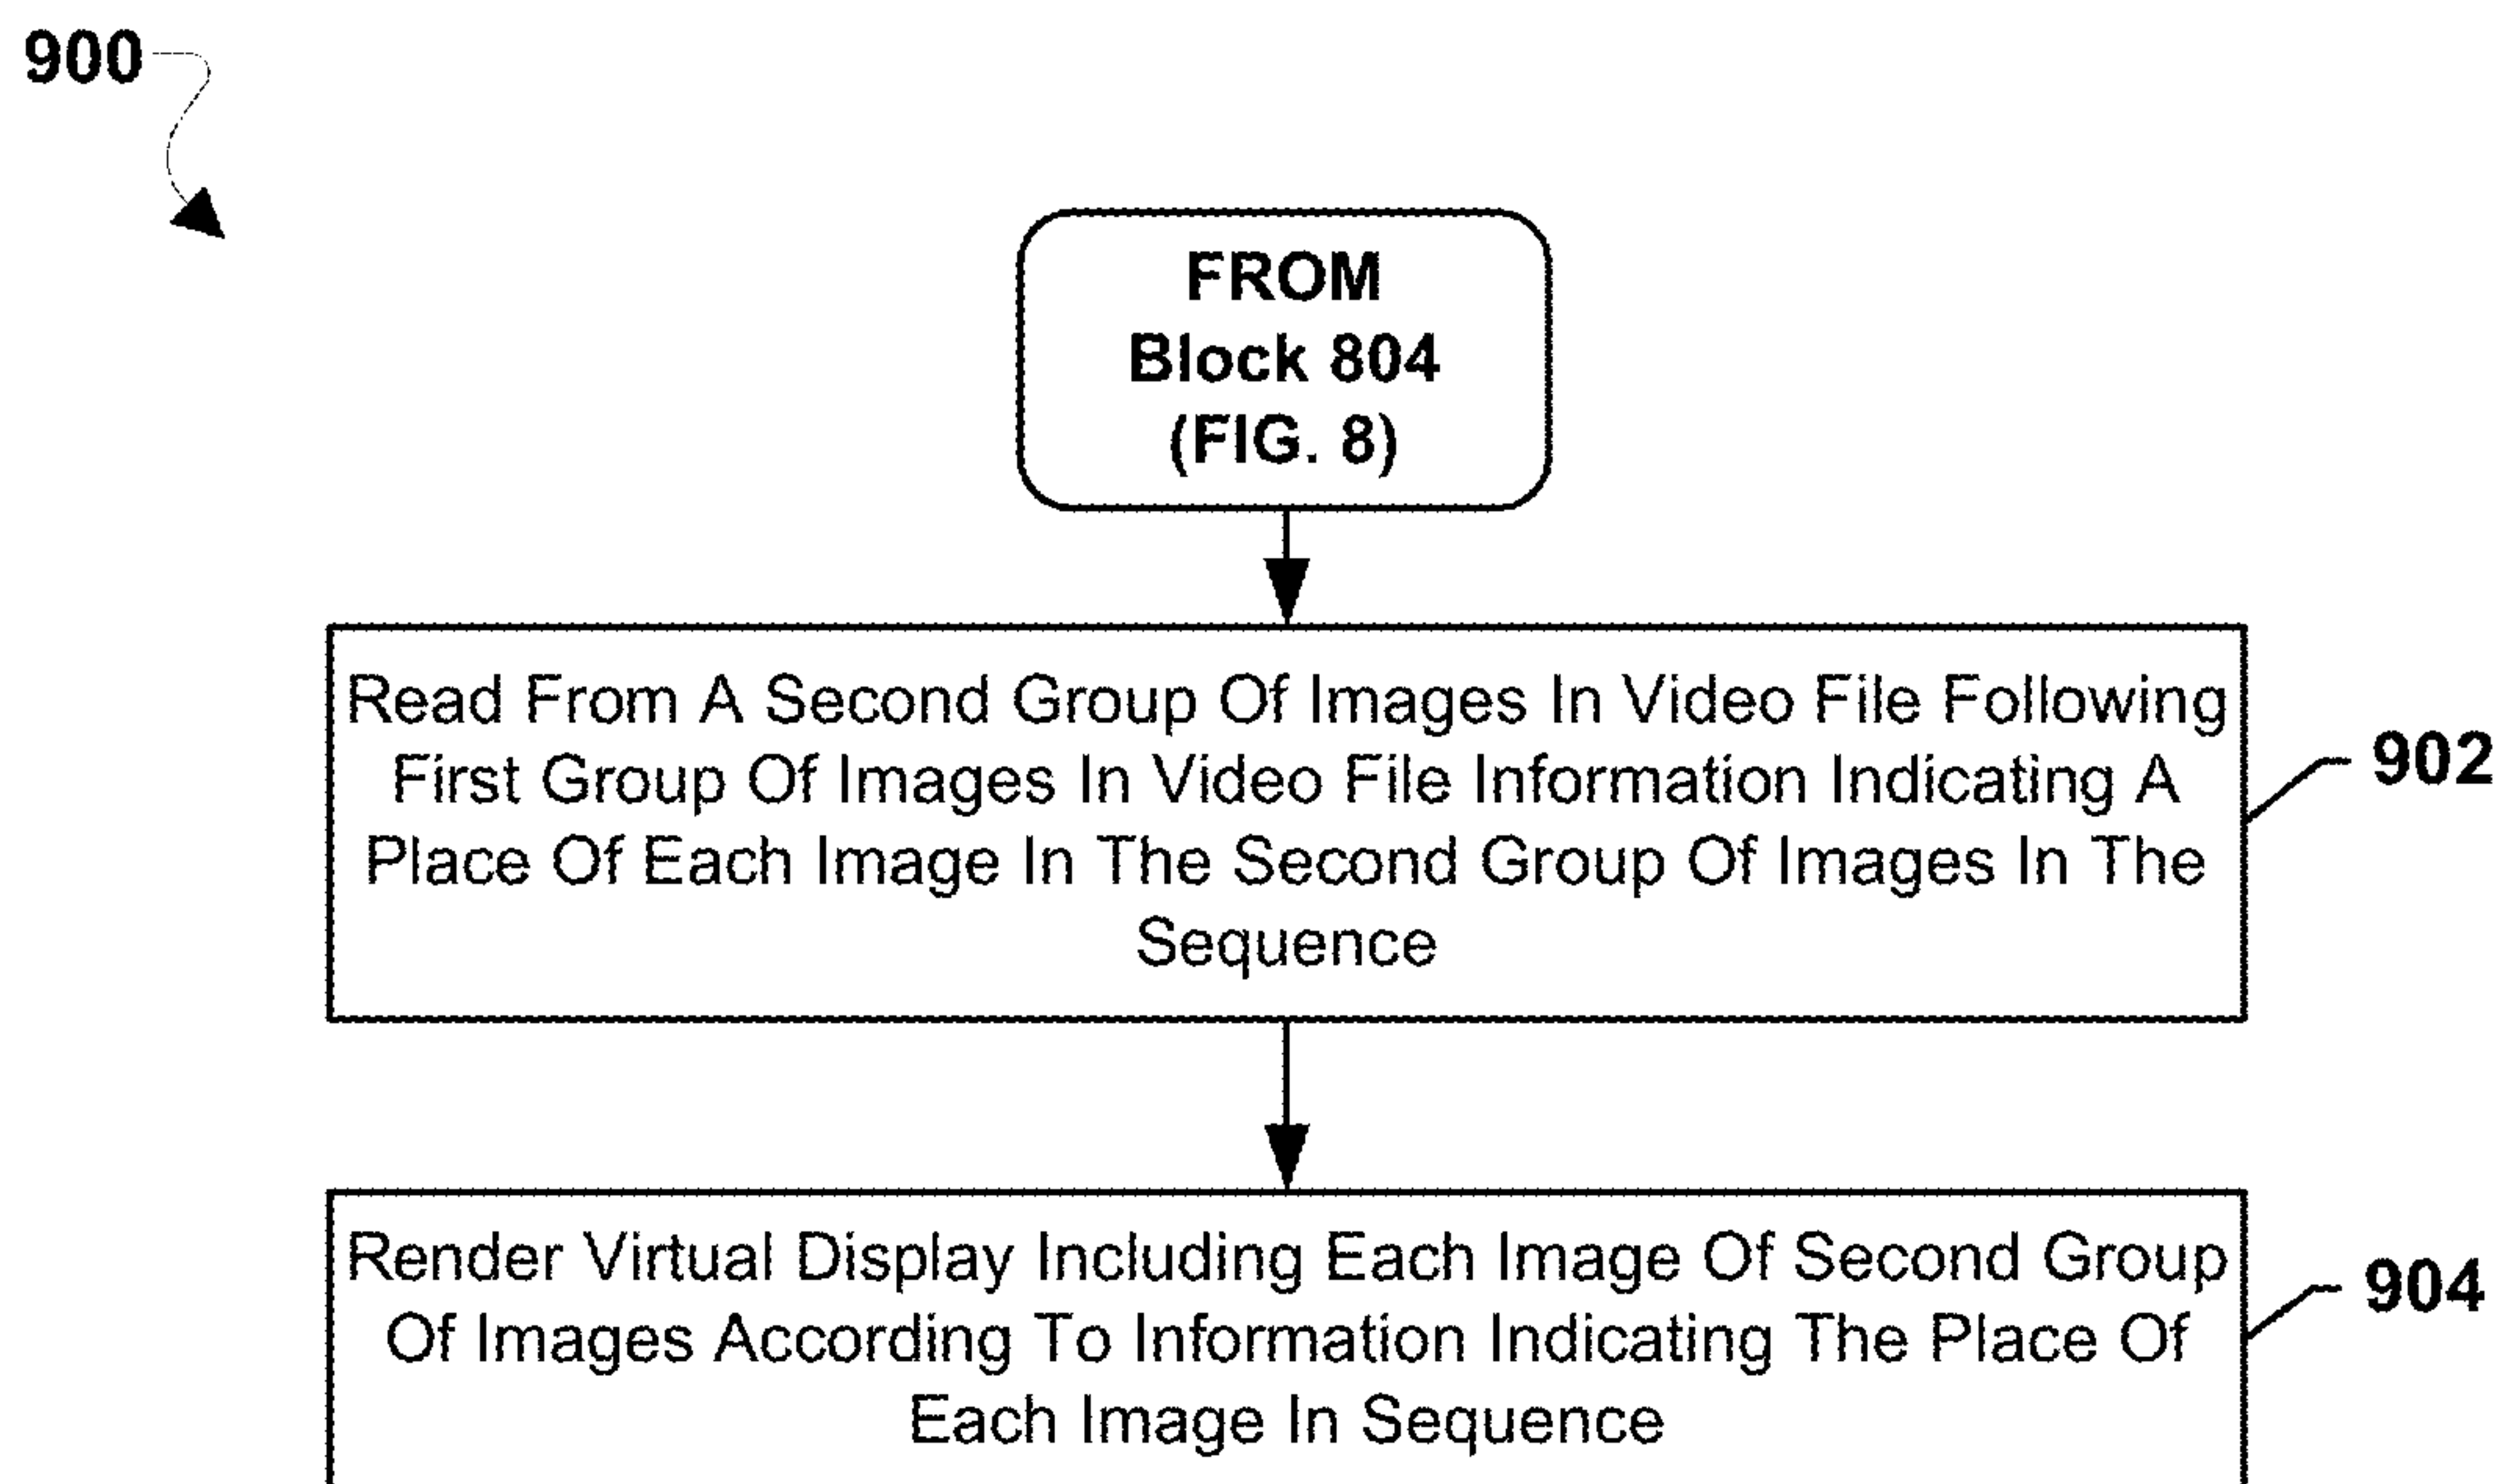 900
FROM
Block 804
(FIG. 8)
Read From A Second Group Of Images In Video File Following
First Group Of Images In Video File Information Indicating A
Place Of Each Image In The Second Group Of Images In The
Sequence
902
Render Virtual Display Including Each Image Of Second Group
Of Images According To Information Indicating The Place Of
Each Image In Sequence
904